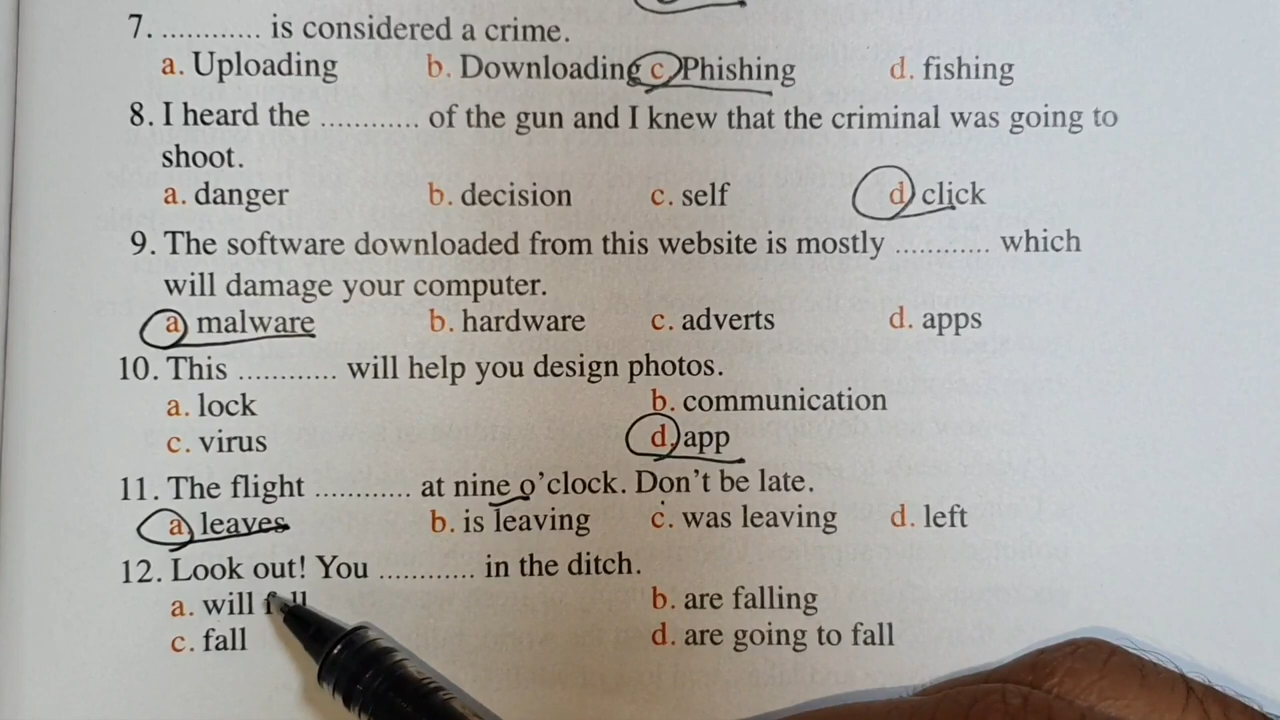 7. ............ is considered a crime.
a. Uploading b. Downloading c. Phishing d. fishing
8. I heard the ............ of the gun and I knew that the criminal was going to
shoot.
a. danger b. decision c. self d. click
9. The software downloaded from this website is mostly ............ which
will damage your computer.
a. malware b. hardware c. adverts d. apps
10. This ............ will help you design photos.
a. lock b. communication
c. virus d. app
11. The flight ............ at nine o'clock. Don't be late.
a. leaves b. is leaving c. was leaving d. left
12. Look out! You ............ in the ditch.
a. will fall b. are falling
c. fall d. are going to fall